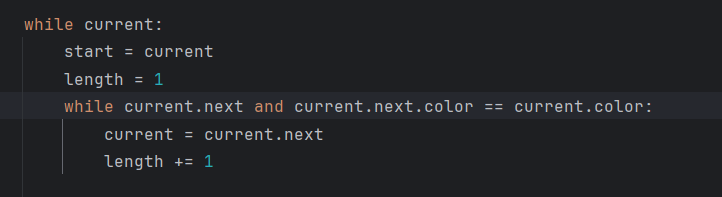 while current:
    start = current
    length = 1
    while current.next and current.next.color == current.color:
        current = current.next
        length += 1